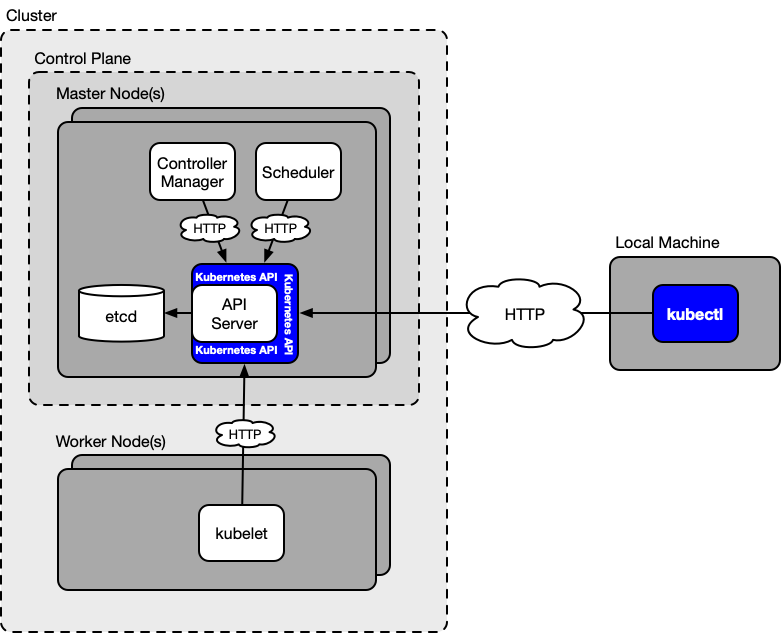 Cluster
Control Plane
Master Node(s)
Controller
Manager
Scheduler
HTTP
HTTP
Kubernetes API
Kubernetes API
API
Server
Kubernetes API
etcd
HTTP
Local Machine
kubectl
HTTP
Worker Node(s)
kubelet